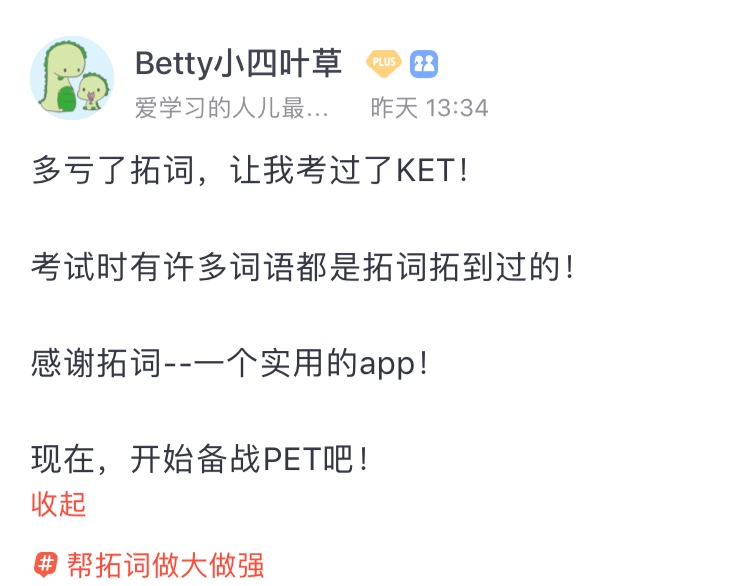 Betty小四叶草 PLUS
爱学习的人儿最... 昨天 13:34
多亏了拓词，让我考过了KET！
考试时有许多词语都是拓词拓到过的！
感谢拓词--一个实用的app！
现在，开始备战PET吧！
收起
# 帮拓词做大做强